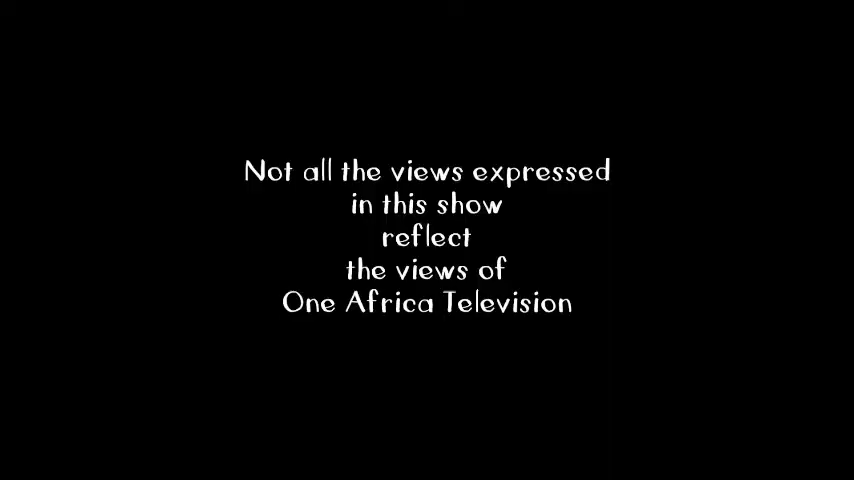 Not all the views expressed
in this show
reflect
the views of
One Africa Television